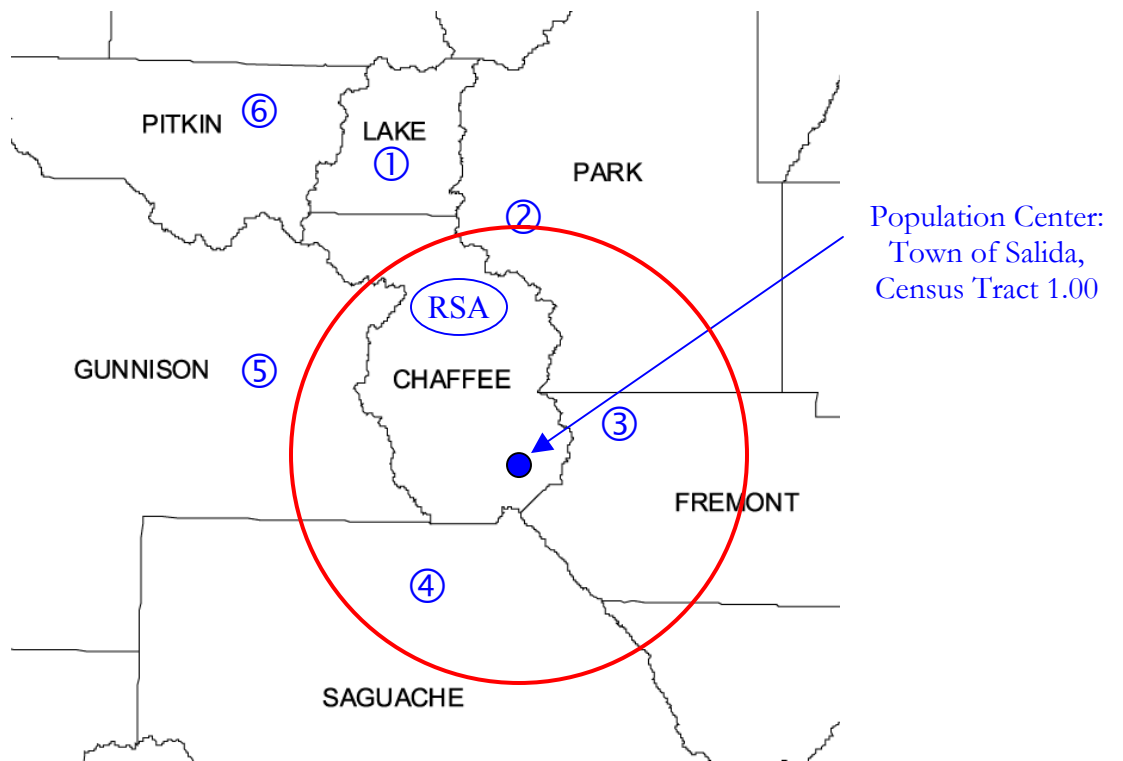 PITKIN ⑥
LAKE
①
PARK
②
Population Center:
Town of Salida,
Census Tract 1.00
RSA
GUNNISON ⑤
CHAFFEE
③
FREMONT
④
SAGUACHE